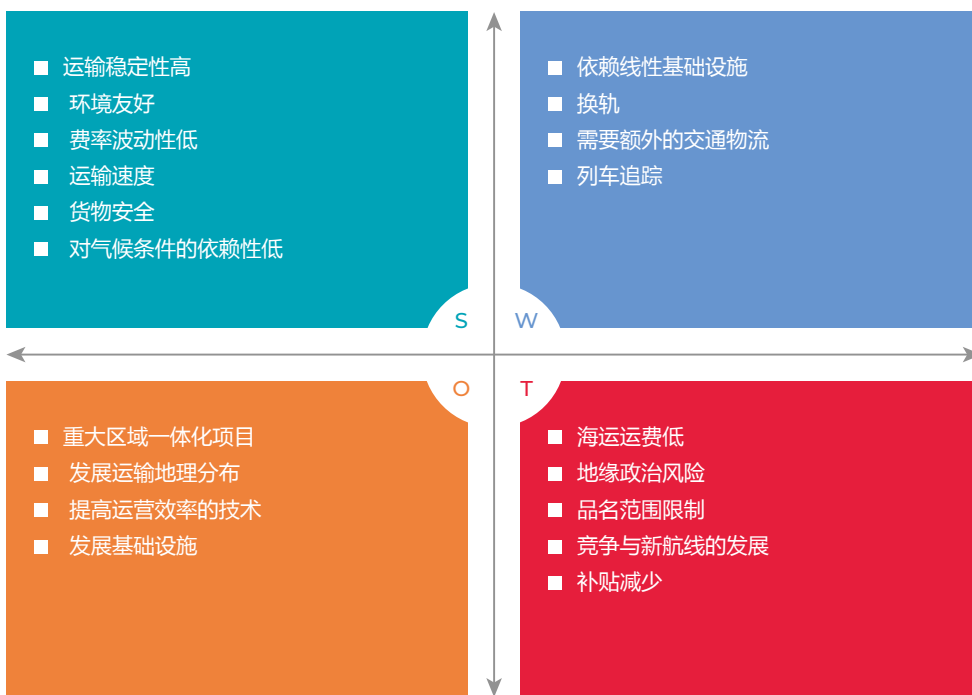 运输稳定性高
环境友好
费率波动性低
运输速度
货物安全
对气候条件的依赖性低
S
依赖线性基础设施
换轨
需要额外的交通物流
列车追踪
W
重大区域一体化项目
发展运输地理分布
提高运营效率的技术
发展基础设施
O
海运运费低
地缘政治风险
品名范围限制
竞争与新航线的发展
补贴减少
T